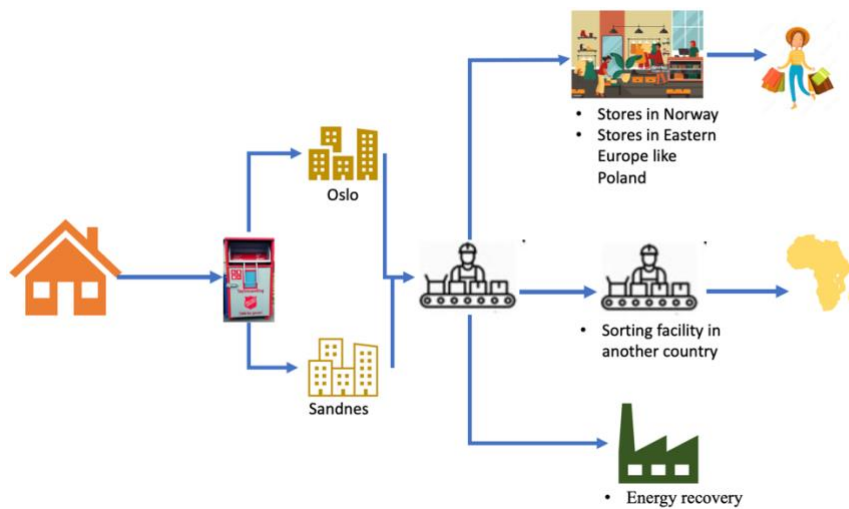 • Stores in Norway
• Stores in Eastern
Europe like
Poland
Oslo
• Sorting facility in
another country
Sandnes
• Energy recovery